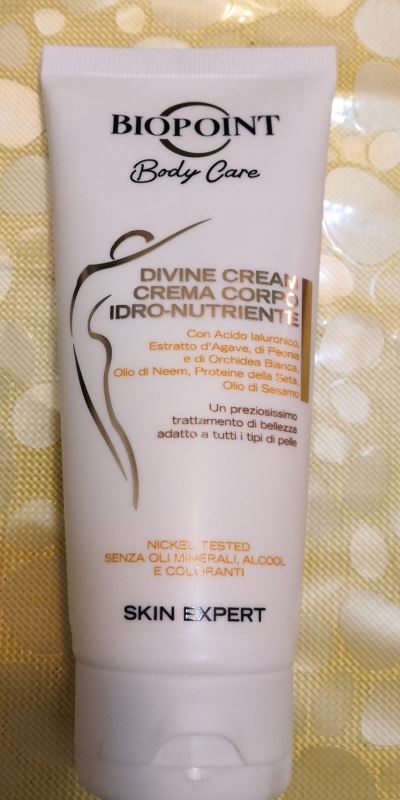 BIOPOINT
Body Care
DIVINE CREAM
CREMA CORPO
IDRO-NUTRIENTE
Con Acido Ialuronico,
Estratto d'Agave, di Peonia
e di Orchidea Bianca,
Olio di Neem, Proteine della Seta,
Olio di Sesamo
Un preziosissimo
trattamento di bellezza
adatto a tutti i tipi di pelle
NICKEL TESTED
SENZA OLI MINERALI, ALCOOL
E COLORANTI
SKIN EXPERT